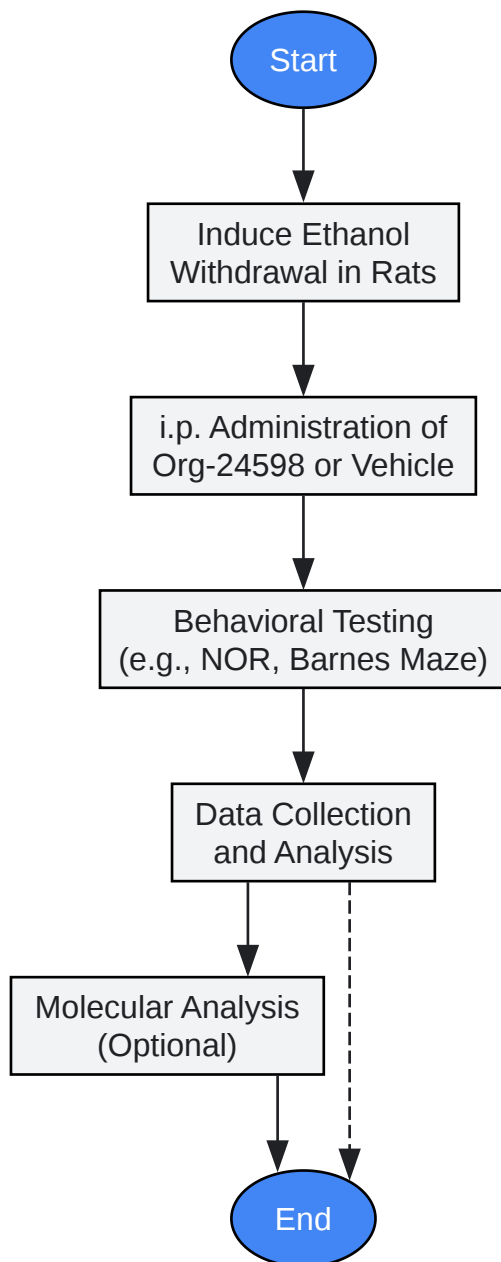 Start
Induce Ethanol
Withdrawal in Rats
i.p. Administration of
Org-24598 or Vehicle
Behavioral Testing
(e.g., NOR, Barnes Maze)
Data Collection
and Analysis
Molecular Analysis
(Optional)
End